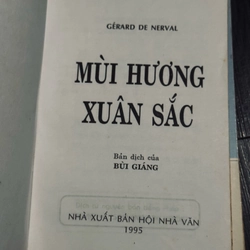 GÉRARD DE NERVAL
MÙI HƯƠNG
XUÂN SẮC
Bản dịch của
BÙI GIÁNG
NHÀ XUẤT BẢN HỘI NHÀ VĂN
1995